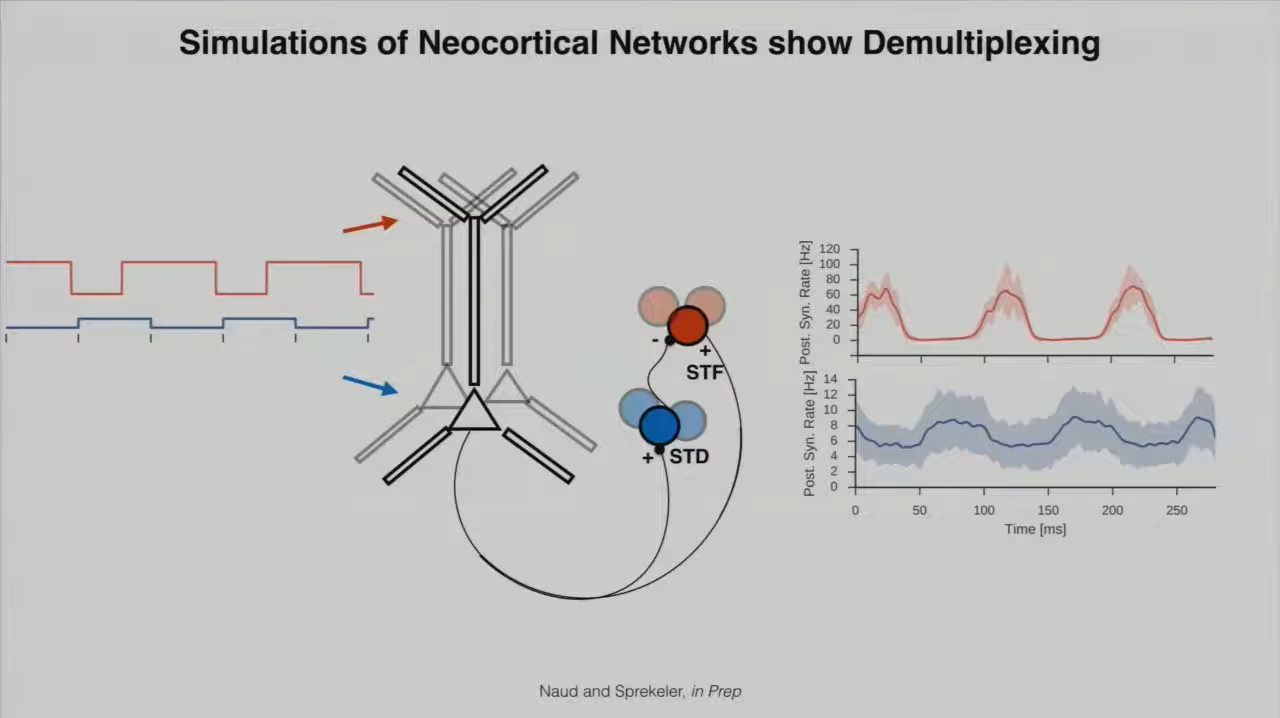 Simulations of Neocortical Networks show Demultiplexing
-
+
STF
+
STD
Post. Syn. Rate [Hz]
120
100
80
60
40
20
0
Post. Syn. Rate [Hz]
14
12
10
8
6
4
2
0
0 50 100 150 200 250
Time [ms]
Naud and Sprekeler, in Prep